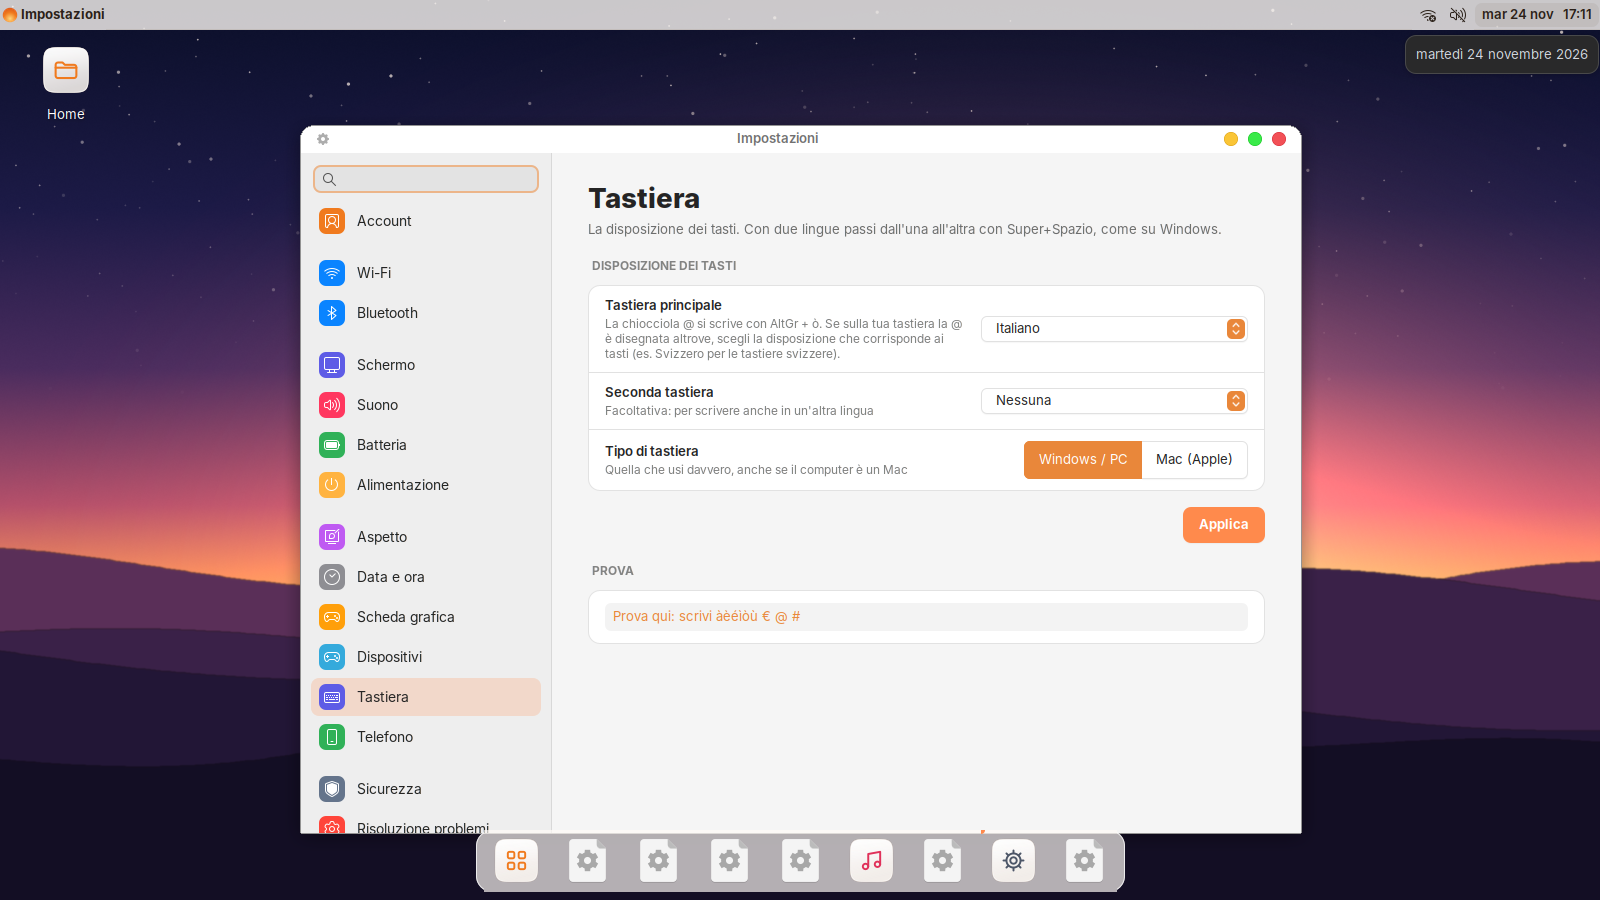 Impostazioni
mar 24 nov 17:11
martedì 24 novembre 2026
Home
Impostazioni
Account
Wi-Fi
Bluetooth
Schermo
Suono
Batteria
Alimentazione
Aspetto
Data e ora
Scheda grafica
Dispositivi
Tastiera
Telefono
Sicurezza
Risoluzione problemi
Tastiera
La disposizione dei tasti. Con due lingue passi dall'una all'altra con Super+Spazio, come su Windows.
DISPOSIZIONE DEI TASTI
Tastiera principale
La chiocciola @ si scrive con AltGr + ò. Se sulla tua tastiera la @
è disegnata altrove, scegli la disposizione che corrisponde ai
tasti (es. Svizzero per le tastiere svizzere).
Italiano
Seconda tastiera
Facoltativa: per scrivere anche in un'altra lingua
Nessuna
Tipo di tastiera
Quella che usi davvero, anche se il computer è un Mac
Windows / PC
Mac (Apple)
Applica
PROVA
Prova qui: scrivi àèéìòù € @ #